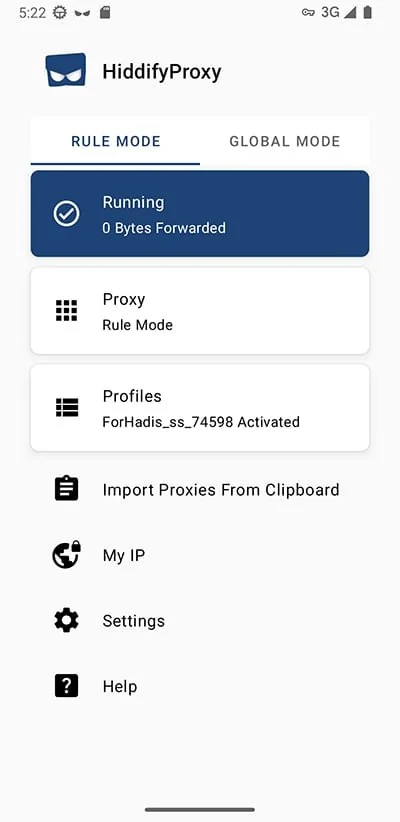 5:22 3G
HiddifyProxy
RULE MODE GLOBAL MODE
Running
0 Bytes Forwarded
Proxy
Rule Mode
Profiles
ForHadis_ss_74598 Activated
Import Proxies From Clipboard
My IP
Settings
? Help